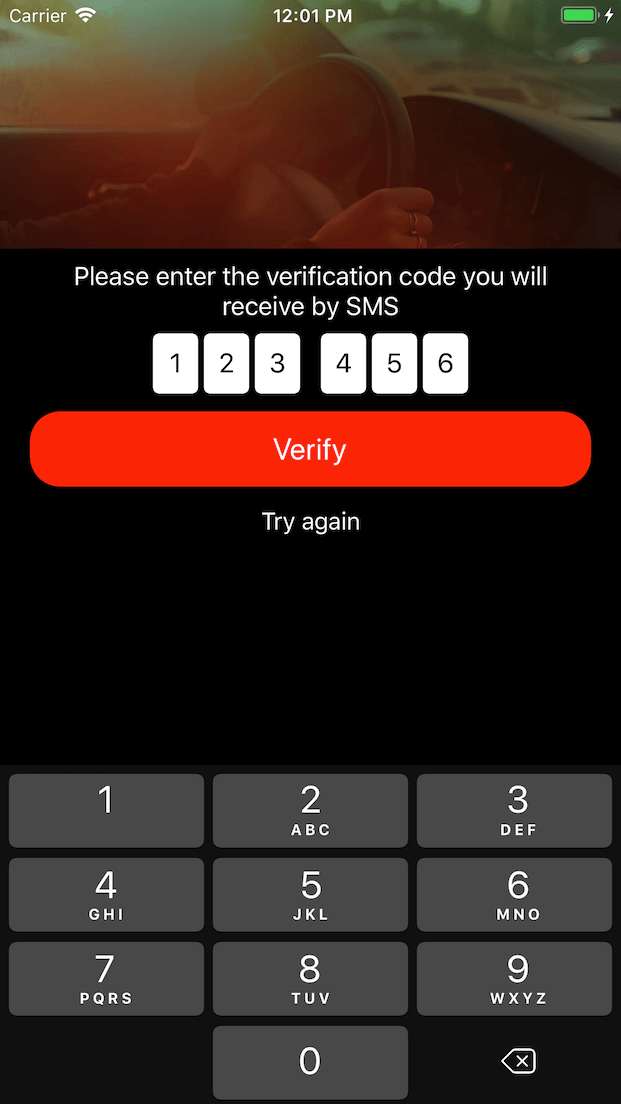 Carrier 12:01 PM
Please enter the verification code you will
receive by SMS
1 2 3 4 5 6
Verify
Try again
1 2 3
ABC DEF
4 5 6
GHI JKL MNO
7 8 9
PQRS TUV WXYZ
0